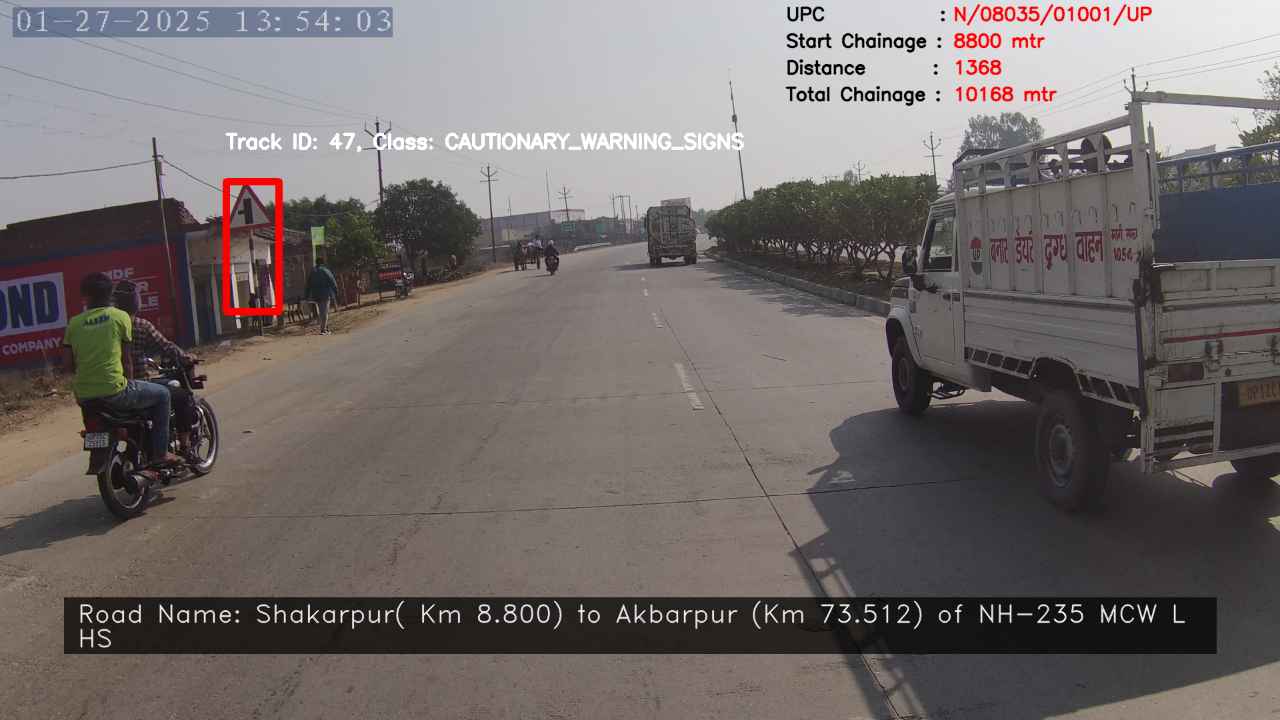 01-27-2025 13:54:03
UPC : N/08035/01001/UP
Start Chainage : 8800 mtr
Distance : 1368
Total Chainage : 10168 mtr
Track ID: 47, Class: CAUTIONARY_WARNING_SIGNS
OND
COMPANY
दुग्ध वाहन
Road Name: Shakarpur( Km 8.800) to Akbarpur (Km 73.512) of NH-235 MCW L
HS